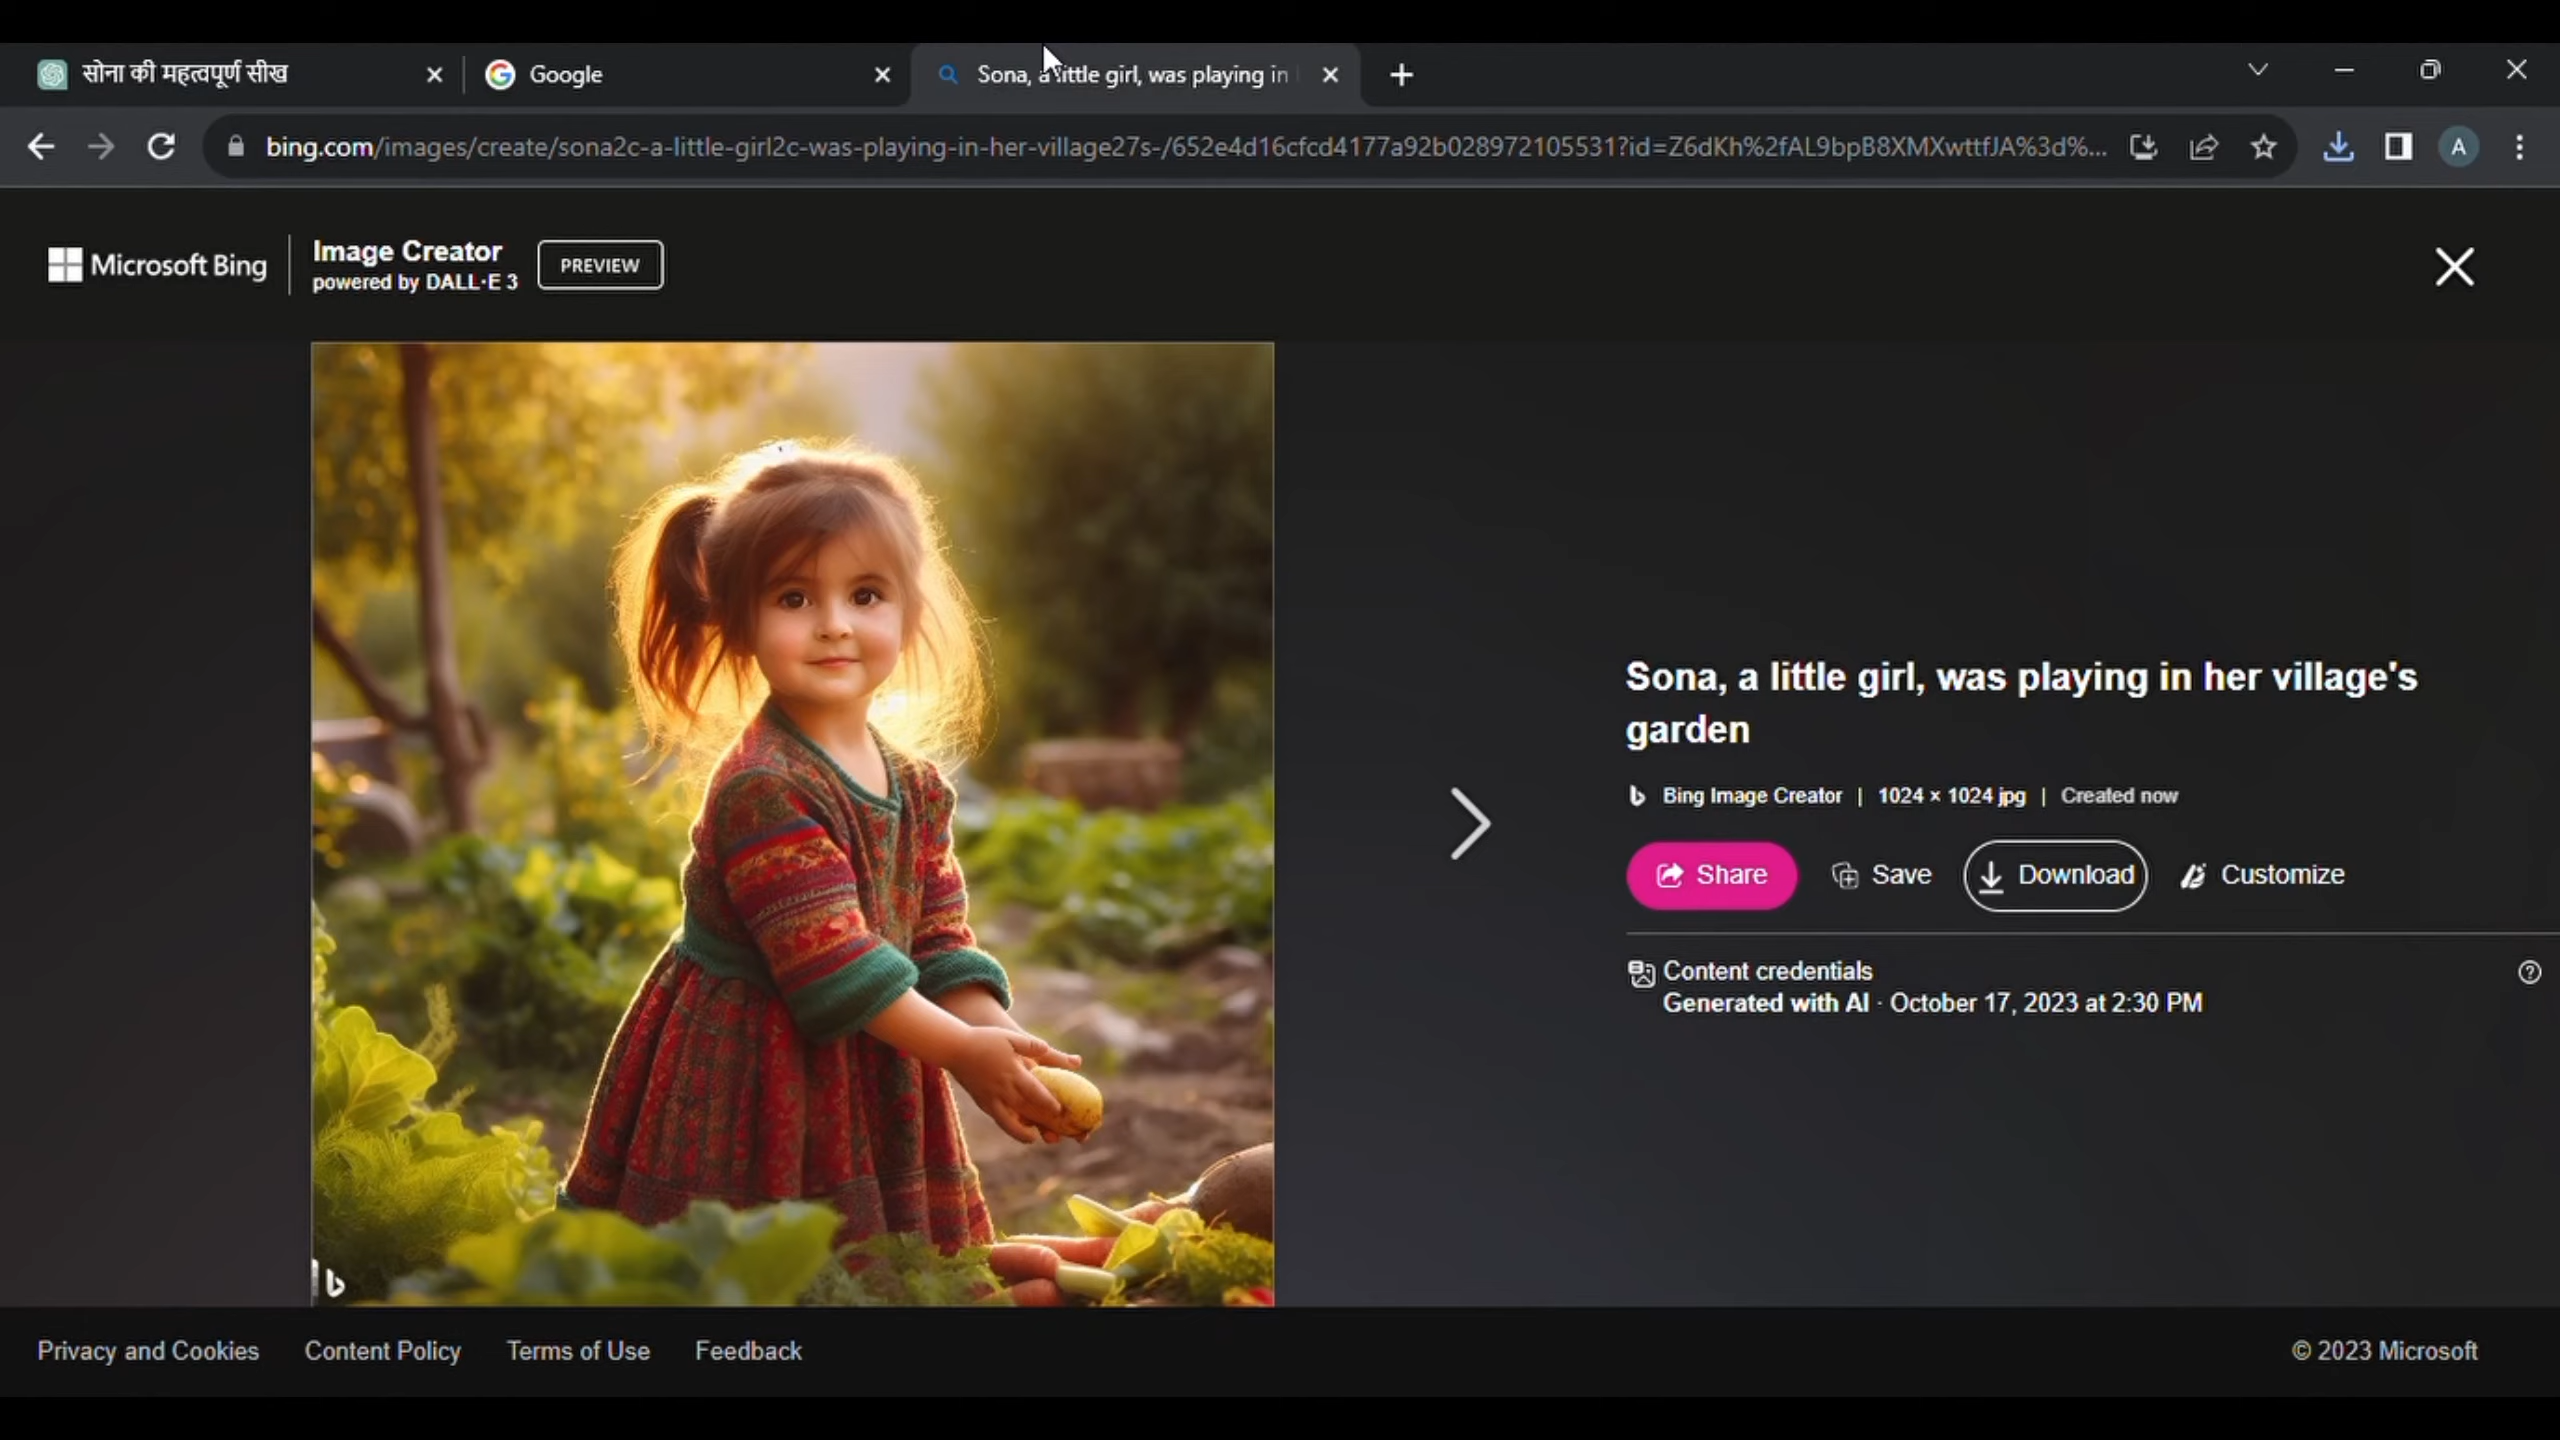 सोना की महत्वपूर्ण सीख
Google
Sona, a little girl, was playing in
bing.com/images/create/sona2c-a-little-girl2c-was-playing-in-her-village27s-/652e4d16cfcd4177a92b028972105531?id=Z6dKh%2fAL9bpB8XMXwttfJA%3d%...
A
Microsoft Bing
Image Creator
powered by DALL·E 3
PREVIEW
Sona, a little girl, was playing in her village's
garden
Bing Image Creator | 1024 × 1024 jpg | Created now
Share
Save
Download
Customize
Content credentials
Generated with AI · October 17, 2023 at 2:30 PM
Privacy and Cookies
Content Policy
Terms of Use
Feedback
© 2023 Microsoft